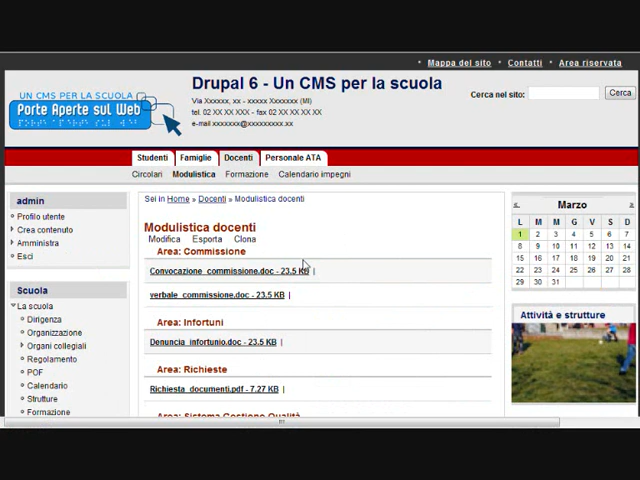 Mappa del sito
Contatti
Area riservata
UN CMS PER LA SCUOLA
Porte Aperte sul Web
Drupal 6 - Un CMS per la scuola
Via Xxxxxx, xx - xxxxx Xxxxxxx (MI)
tel. 02 XX XX XXX - fax 02 XX XX XX
e-mail xxxxxxx@xxxxxxxxx.xx
Cerca nel sito:
Cerca
Studenti
Famiglie
Docenti
Personale ATA
Circolari
Modulistica
Formazione
Calendario impegni
admin
Profilo utente
Crea contenuto
Amministra
Esci
Scuola
La scuola
Dirigenza
Organizzazione
Organi collegiali
Regolamento
POF
Calendario
Strutture
Formazione
Sei in Home » Docenti » Modulistica docenti
Modulistica docenti
Modifica Esporta Clona
Area: Commissione
Convocazione_commissione.doc - 23.5 KB |
verbale_commissione.doc - 23.5 KB |
Area: Infortuni
Denuncia_infortunio.doc - 23.5 KB |
Area: Richieste
Richiesta_documenti.pdf - 7.27 KB |
Area: Sistema Gestione Qualità
« Marzo »
L M M G V S D
1 2 3 4 5 6 7
8 9 10 11 12 13 14
15 16 17 18 19 20 21
22 23 24 25 26 27 28
29 30 31
Attività e strutture